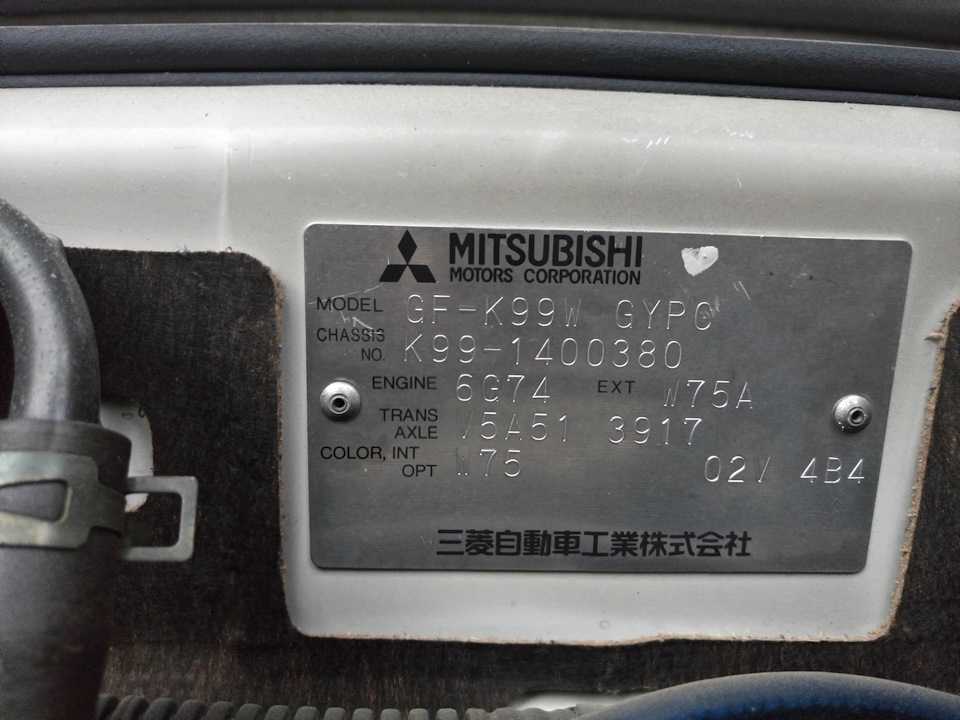 MITSUBISHI
MOTORS CORPORATION
MODEL GF-K99W GYPG
CHASSIS NO. K99-1400380
ENGINE 6G74 EXT W75A
TRANS AXLE V5A51 3917
COLOR, INT OPT W75 02V 4B4
三菱自動車工業株式会社